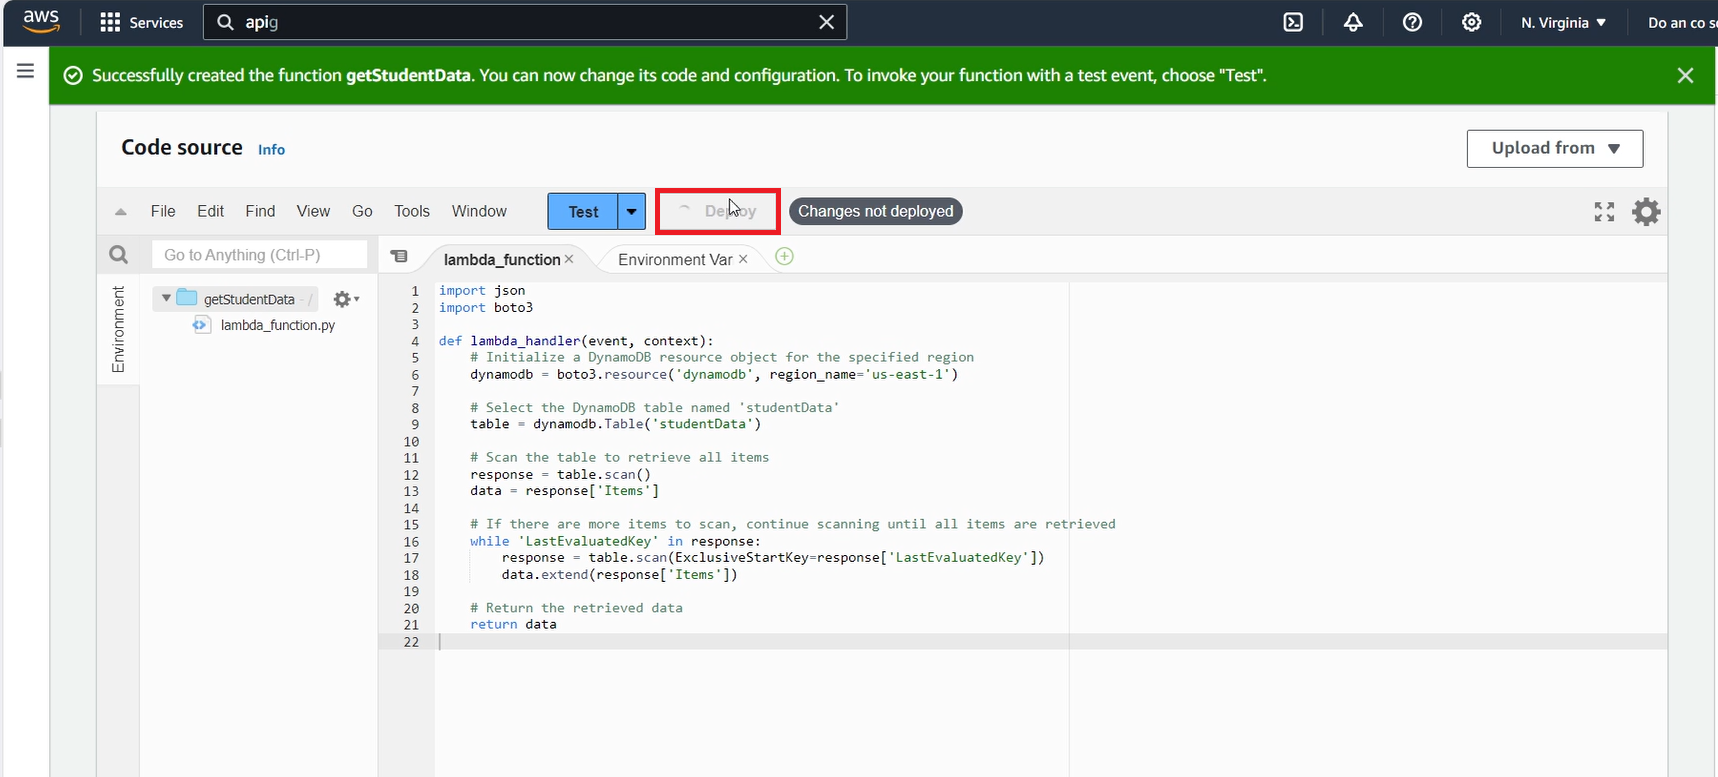 aws
Services
apig
N. Virginia
Do an co s
Successfully created the function getStudentData. You can now change its code and configuration. To invoke your function with a test event, choose "Test".
Code source Info
Upload from
File Edit Find View Go Tools Window
Test
Deploy
Changes not deployed
Go to Anything (Ctrl-P)
lambda_function
Environment Var
Environment
getStudentData - /
lambda_function.py
1 import json
2 import boto3
3
4 def lambda_handler(event, context):
5 # Initialize a DynamoDB resource object for the specified region
6 dynamodb = boto3.resource('dynamodb', region_name='us-east-1')
7
8 # Select the DynamoDB table named 'studentData'
9 table = dynamodb.Table('studentData')
10
11 # Scan the table to retrieve all items
12 response = table.scan()
13 data = response['Items']
14
15 # If there are more items to scan, continue scanning until all items are retrieved
16 while 'LastEvaluatedKey' in response:
17 response = table.scan(ExclusiveStartKey=response['LastEvaluatedKey'])
18 data.extend(response['Items'])
19
20 # Return the retrieved data
21 return data
22